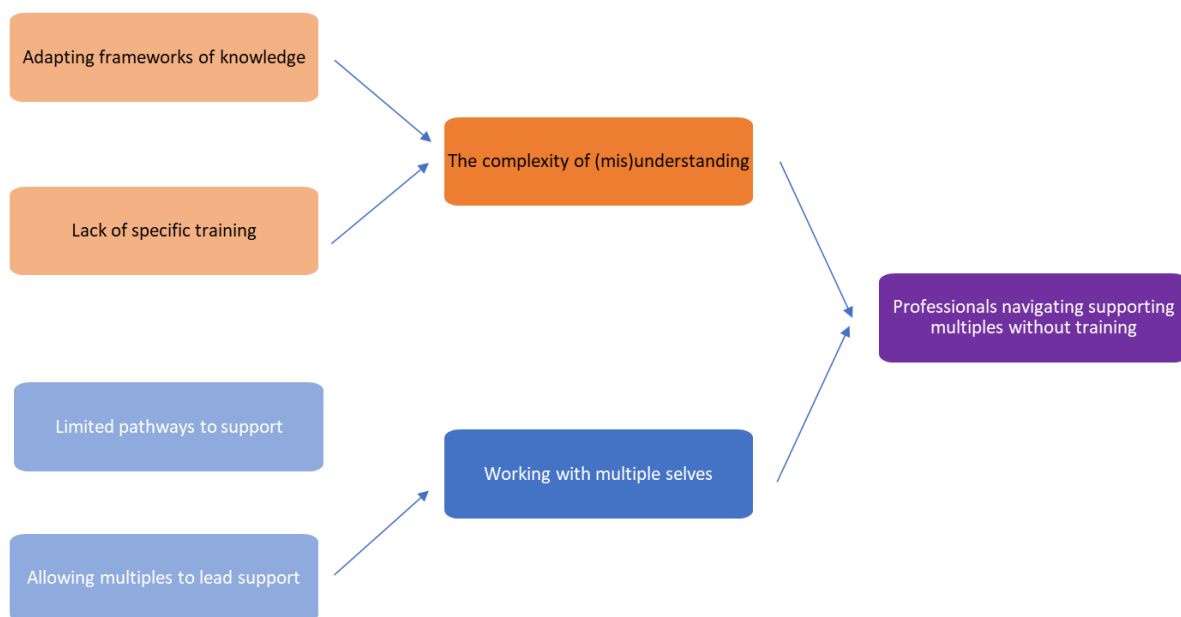 Adapting frameworks of knowledge
Lack of specific training
Limited pathways to support
Allowing multiples to lead support
The complexity of (mis)understanding
Working with multiple selves
Professionals navigating supporting
multiples without training